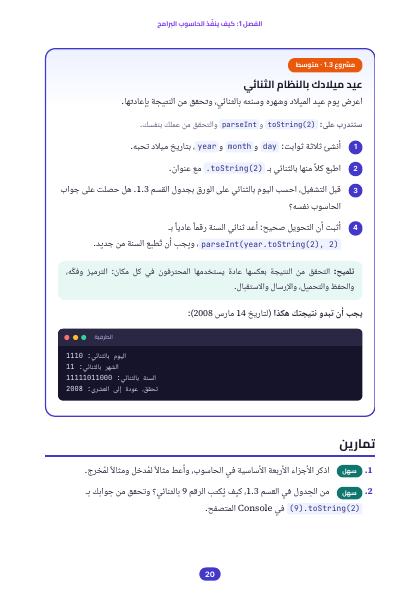 الفصل 1: كيف ينفّذ الحاسوب البرامج
مشروع 1.3 · متوسط
عيد ميلادك بالنظام الثنائي
اعرض يوم عيد الميلاد وشهره وسنته بالثنائي، وتحقق من النتيجة بإعادتها.
ستتدرب على: toString(2) و parseInt والتحقق من عملك بنفسك.
1 أنشئ ثلاثة ثوابت: day و month و year ، بتاريخ ميلاد تحبه.
2 اطبع كلاً منها بالثنائي بـ .toString(2) مع عنوان.
3 قبل التشغيل، احسب اليوم بالثنائي على الورق بجدول القسم 1.3. هل حصلت على جواب
الحاسوب نفسه؟
4 أثبت أن التحويل صحيح: أعد ثنائي السنة رقماً عادياً بـ
parseInt(year.toString(2), 2) ، ويجب أن تُطبع السنة من جديد.
تلميح: التحقق من النتيجة بعكسها عادة يستخدمها المحترفون في كل مكان: الترميز وفكّه،
والحفظ والتحميل، والإرسال والاستقبال.
يجب أن تبدو نتيجتك هكذا (لتاريخ 14 مارس 2008):
الطرفية
اليوم بالثنائي: 1110
الشهر بالثنائي: 11
السنة بالثنائي: 11111011000
تحقق، عودة إلى العشري: 2008
تمارين
1. سهل اذكر الأجزاء الأربعة الأساسية في الحاسوب، وأعط مثالاً لمُدخل ومثالاً لمُخرج.
2. سهل من الجدول في القسم 1.3، كيف يُكتب الرقم 9 بالثنائي؟ وتحقق من جوابك بـ
(9).toString(2) في Console المتصفح.
20